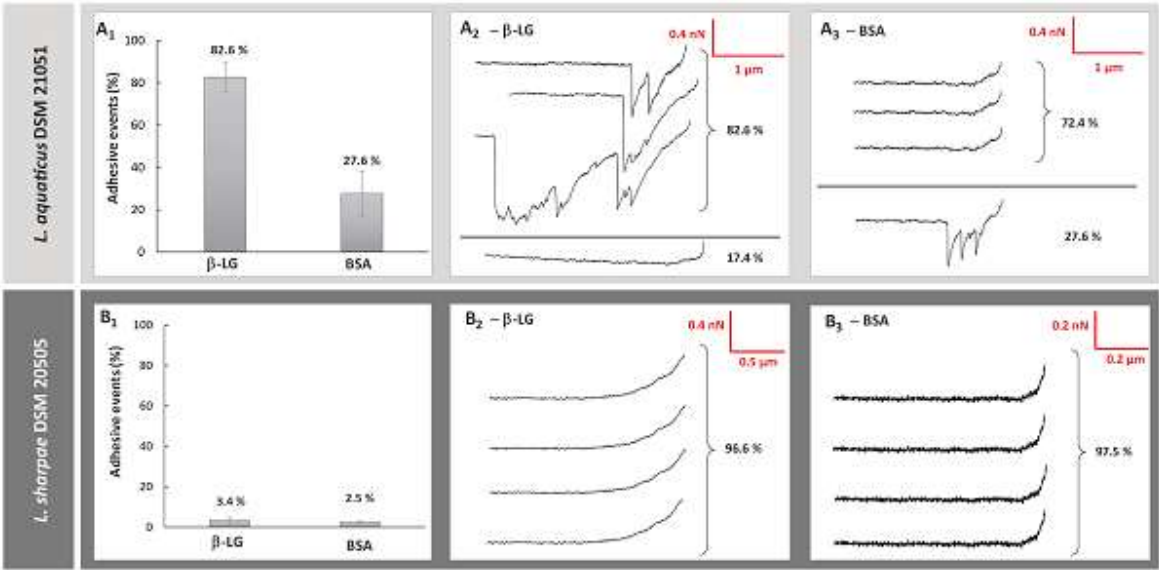 L. aquaticus DSM 21051
A1
Adhesive events (%)
100
80
60
40
20
0
82.6 %
27.6 %
β-LG
BSA
A2 – β-LG
0.4 nN
1 µm
82.6 %
17.4 %
A3 – BSA
0.4 nN
1 µm
72.4 %
27.6 %
L. sharpae DSM 20505
B1
Adhesive events (%)
100
80
60
40
20
0
3.4 %
2.5 %
β-LG
BSA
B2 – β-LG
0.4 nN
0.5 µm
96.6 %
B3 – BSA
0.2 nN
0.2 µm
97.5 %